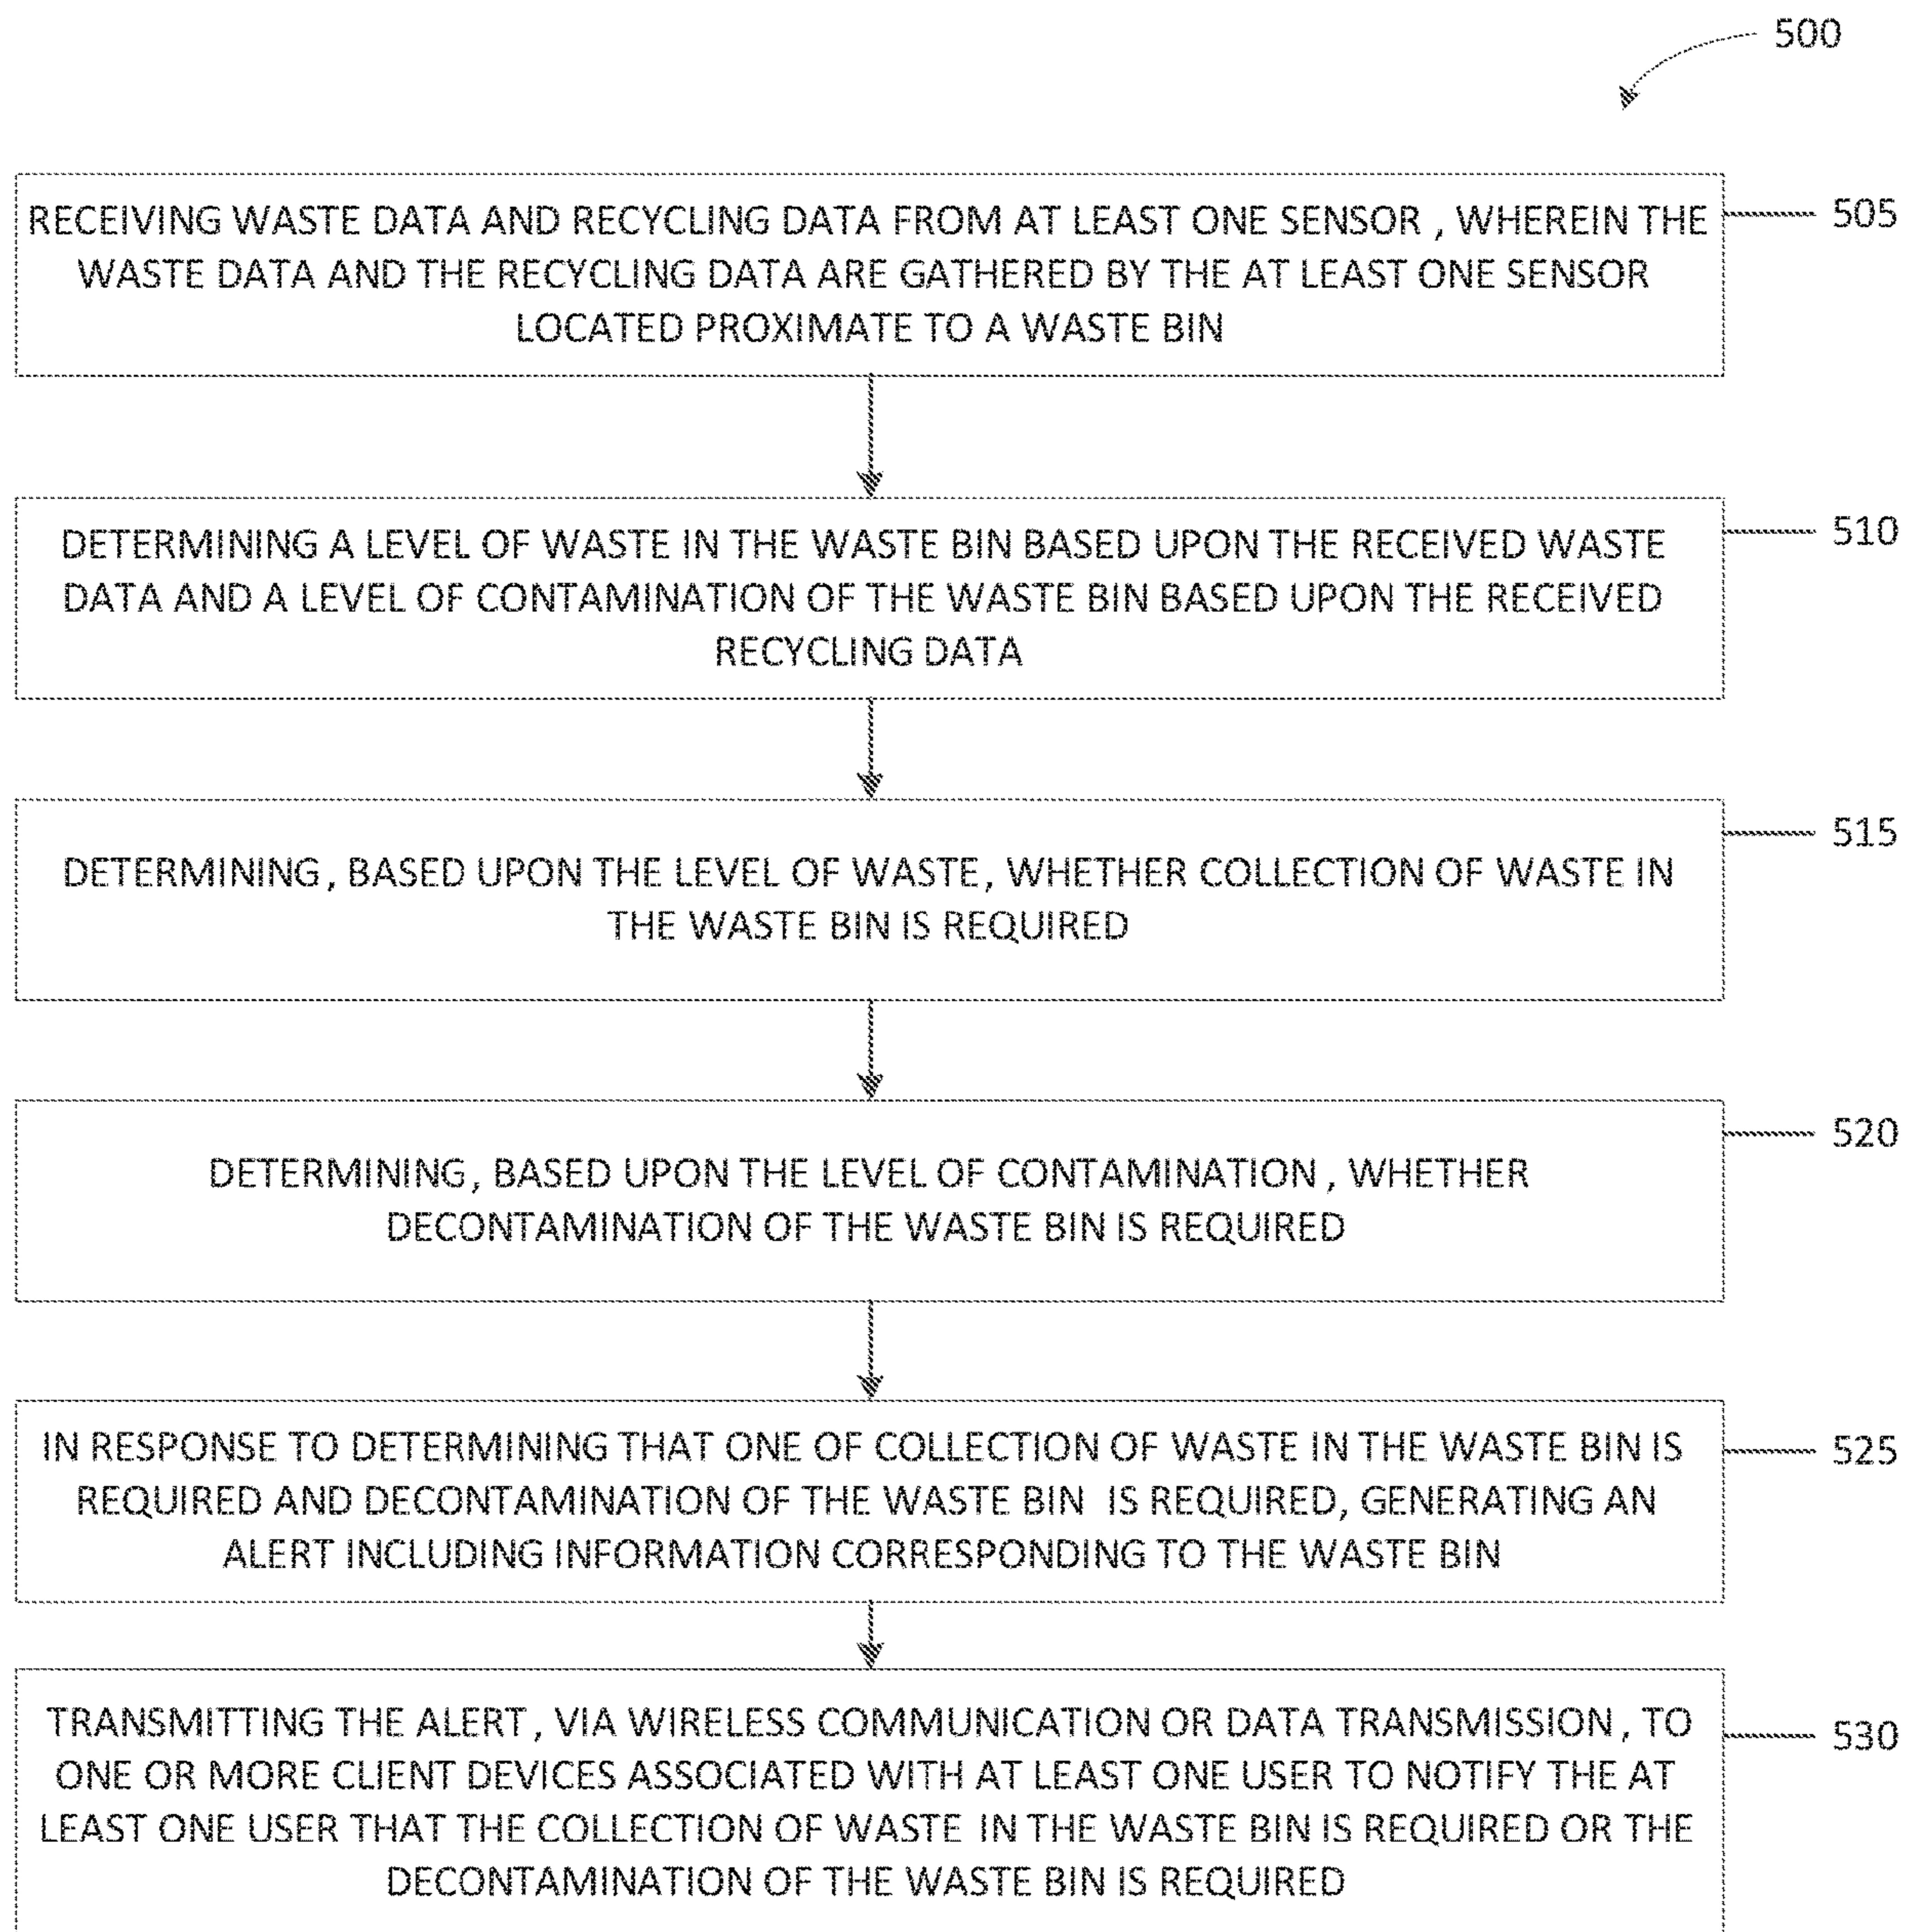 500
RECEIVING WASTE DATA AND RECYCLING DATA FROM AT LEAST ONE SENSOR , WHEREIN THE
WASTE DATA AND THE RECYCLING DATA ARE GATHERED BY THE AT LEAST ONE SENSOR
LOCATED PROXIMATE TO A WASTE BIN
505
DETERMINING A LEVEL OF WASTE IN THE WASTE BIN BASED UPON THE RECEIVED WASTE
DATA AND A LEVEL OF CONTAMINATION OF THE WASTE BIN BASED UPON THE RECEIVED
RECYCLING DATA
510
DETERMINING, BASED UPON THE LEVEL OF WASTE, WHETHER COLLECTION OF WASTE IN
THE WASTE BIN IS REQUIRED
515
DETERMINING, BASED UPON THE LEVEL OF CONTAMINATION , WHETHER
DECONTAMINATION OF THE WASTE BIN IS REQUIRED
520
IN RESPONSE TO DETERMINING THAT ONE OF COLLECTION OF WASTE IN THE WASTE BIN IS
REQUIRED AND DECONTAMINATION OF THE WASTE BIN IS REQUIRED, GENERATING AN
ALERT INCLUDING INFORMATION CORRESPONDING TO THE WASTE BIN
525
TRANSMITTING THE ALERT, VIA WIRELESS COMMUNICATION OR DATA TRANSMISSION , TO
ONE OR MORE CLIENT DEVICES ASSOCIATED WITH AT LEAST ONE USER TO NOTIFY THE AT
LEAST ONE USER THAT THE COLLECTION OF WASTE IN THE WASTE BIN IS REQUIRED OR THE
DECONTAMINATION OF THE WASTE BIN IS REQUIRED
530